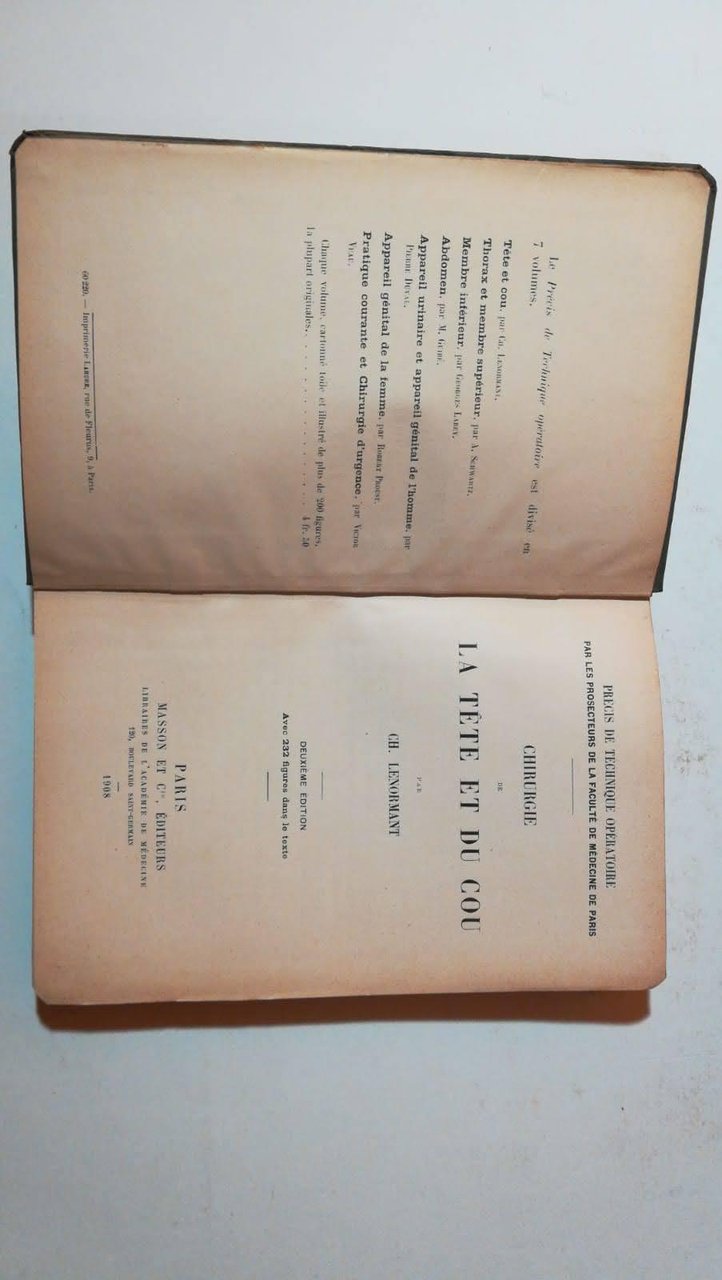 Le Précis de Technique opératoire est divisé en
7 volumes.
Tête et cou, par CH. LENORMANT.
Thorax et membre supérieur, par A. SCHWARTZ.
Membre inférieur, par GEORGES LABEY.
Abdomen, par M. GUIBÉ.
Appareil urinaire et appareil génital de l'homme, par
PIERRE DUVAL.
Appareil génital de la femme, par ROBERT PROUST.
Pratique courante et Chirurgie d'urgence, par VICTOR
VEAU.
Chaque volume, cartonné toile et illustré de plus de 200 figures,
la plupart originales. . . . . . . . . . . . . . . 4 fr. 50
60 220. — Imprimerie LAHURE, rue de Fleurus, 9, à Paris.
PRÉCIS DE TECHNIQUE OPÉRATOIRE
PAR LES PROSECTEURS DE LA FACULTÉ DE MÉDECINE DE PARIS
CHIRURGIE
DE
LA TÊTE ET DU COU
PAR
CH. LENORMANT
DEUXIÈME ÉDITION
Avec 232 figures dans le texte
PARIS
MASSON ET Cie, ÉDITEURS
LIBRAIRES DE L'ACADÉMIE DE MÉDECINE
120, BOULEVARD SAINT-GERMAIN
1908